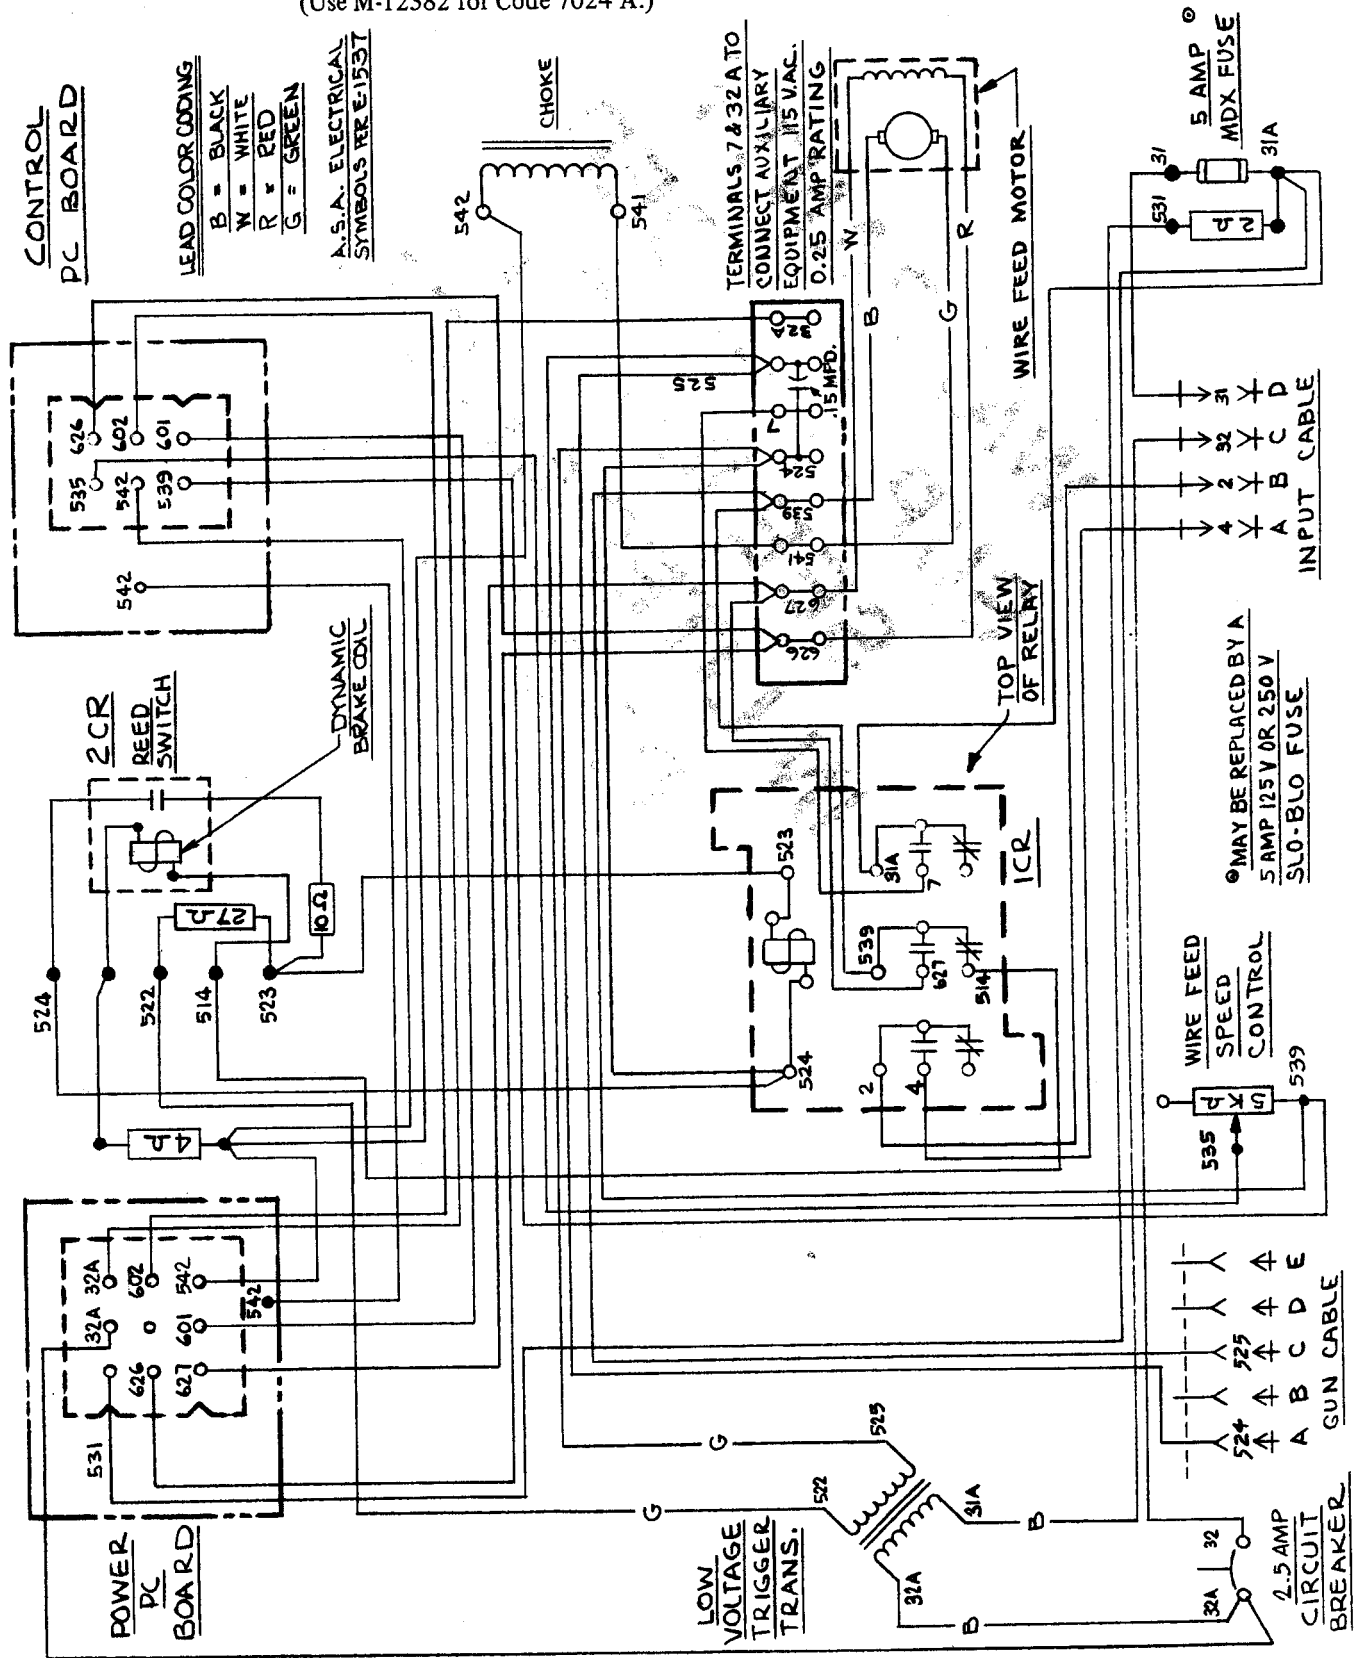 (Use M-12382 for Code 7024 A.)
CONTROL
PC BOARD
LEAD COLOR CODING
B = BLACK
W = WHITE
R = RED
G = GREEN
A.S.A. ELECTRICAL
SYMBOLS PER E-1537
CHOKE
542
541
TERMINALS 7 & 32A TO
CONNECT AUXILIARY
EQUIPMENT 115 VAC.
0.25 AMP RATING
WIRE FEED MOTOR
W
B
G
R
5 AMP
MDX FUSE
31
531
31A
2Ω
626
602
601
535
542
539
542
2CR
REED
SWITCH
DYNAMIC
BRAKE COIL
27Ω
10Ω
524
522
514
523
4Ω
32A
525
7
.15 MFD.
524
539
541
627
626
TOP VIEW
OF RELAY
1CR
523
524
31A
7
539
627
514
2
4
INPUT CABLE
31 D
32 C
2 B
4 A
⊙MAY BE REPLACED BY A
5 AMP 125 V OR 250 V
SLO-BLO FUSE
WIRE FEED
SPEED
CONTROL
5KΩ
535
539
POWER
PC
BOARD
32A
32A
602
542
601
542
531
626
627
LOW
VOLTAGE
TRIGGER
TRANS.
G
G
522
525
31A
32A
B
B
E
D
525 C
B
524 A
GUN CABLE
32
32A
2.5 AMP
CIRCUIT
BREAKER